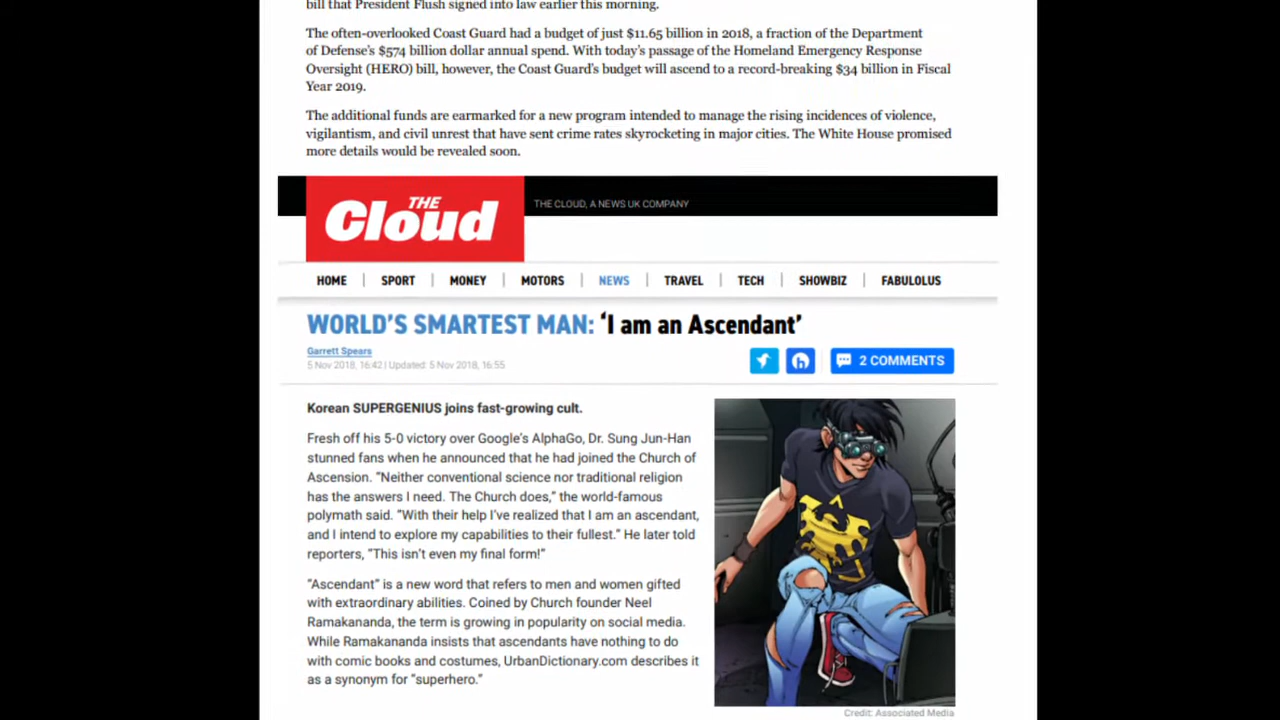 bill that President Flush signed into law earlier this morning.
The often-overlooked Coast Guard had a budget of just $11.65 billion in 2018, a fraction of the Department
of Defense's $574 billion dollar annual spend. With today's passage of the Homeland Emergency Response
Oversight (HERO) bill, however, the Coast Guard's budget will ascend to a record-breaking $34 billion in Fiscal
Year 2019.
The additional funds are earmarked for a new program intended to manage the rising incidences of violence,
vigilantism, and civil unrest that have sent crime rates skyrocketing in major cities. The White House promised
more details would be revealed soon.
THE
Cloud
THE CLOUD, A NEWS UK COMPANY
HOME | SPORT | MONEY | MOTORS | NEWS | TRAVEL | TECH | SHOWBIZ | FABULOLUS
WORLD'S SMARTEST MAN: 'I am an Ascendant'
Garrett Spears
5 Nov 2018, 16:42 | Updated: 5 Nov 2018, 16:55
2 COMMENTS
Korean SUPERGENIUS joins fast-growing cult.
Fresh off his 5-0 victory over Google's AlphaGo, Dr. Sung Jun-Han
stunned fans when he announced that he had joined the Church of
Ascension. "Neither conventional science nor traditional religion
has the answers I need. The Church does," the world-famous
polymath said. "With their help I've realized that I am an ascendant,
and I intend to explore my capabilities to their fullest." He later told
reporters, "This isn't even my final form!"
"Ascendant" is a new word that refers to men and women gifted
with extraordinary abilities. Coined by Church founder Neel
Ramakananda, the term is growing in popularity on social media.
While Ramakananda insists that ascendants have nothing to do
with comic books and costumes, UrbanDictionary.com describes it
as a synonym for "superhero."
Credit: Associated Media